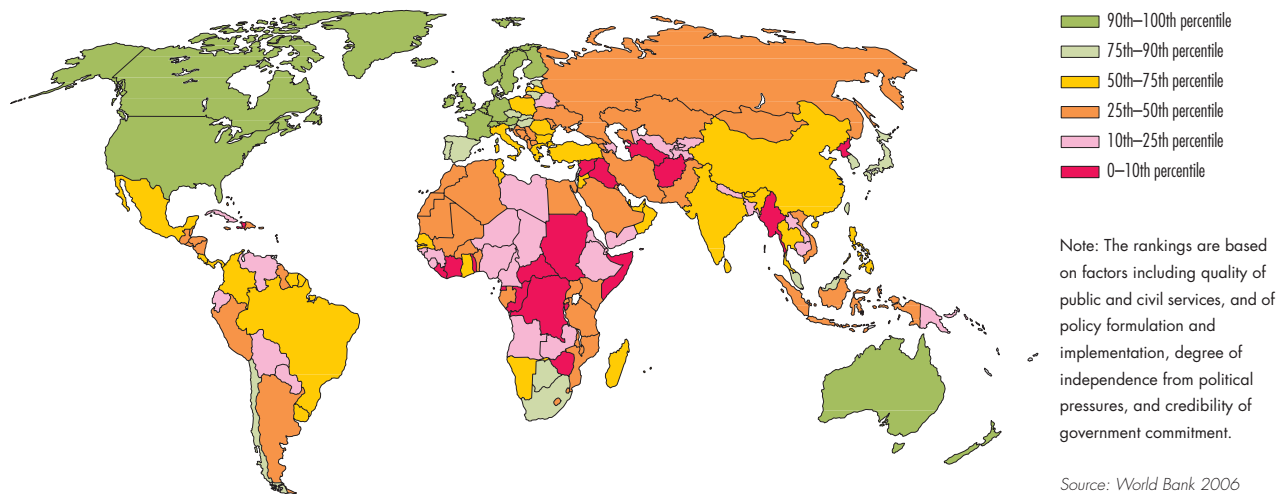 90th–100th percentile
75th–90th percentile
50th–75th percentile
25th–50th percentile
10th–25th percentile
0–10th percentile
Note: The rankings are based
on factors including quality of
public and civil services, and of
policy formulation and
implementation, degree of
independence from political
pressures, and credibility of
government commitment.
Source: World Bank 2006